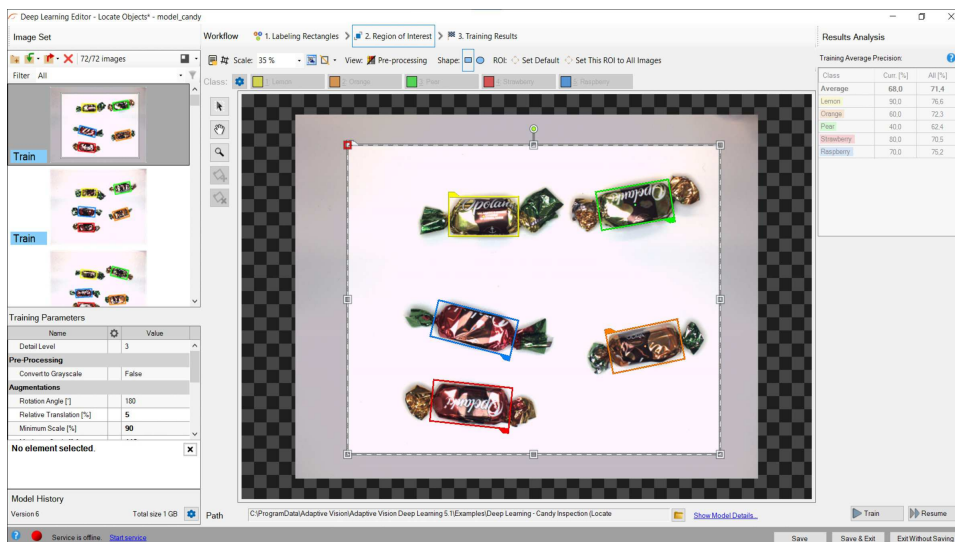 Deep Learning Editor - Locate Objects* - model_candy
Image Set
Workflow
1. Labeling Rectangles
2. Region of Interest
3. Training Results
Results Analysis
72/72 images
Scale: 35 %
View: Pre-processing
Shape:
ROI: Set Default Set This ROI to All Images
Training Average Precision:
Filter All
Class:
1. Lemon
2. Orange
3. Pear
4. Strawberry
5. Raspberry
Class Curr. [%] All [%]
Average 68,0 71,4
Lemon 90,0 76,6
Orange 60,0 72,3
Pear 40,0 62,4
Strawberry 80,0 70,5
Raspberry 70,0 75,2
Train
Train
Training Parameters
Name Value
Detail Level 3
Pre-Processing
Convert to Grayscale False
Augmentations
Rotation Angle [°] 180
Relative Translation [%] 5
Minimum Scale [%] 90
No element selected.
Model History
Version 6 Total size 1 GB
Path
C:\ProgramData\Adaptive Vision\Adaptive Vision Deep Learning 5.1\Examples\Deep Learning - Candy Inspection (Locate
Show Model Details...
Train
Resume
Service is offline. Start service
Save
Save & Exit
Exit Without Saving